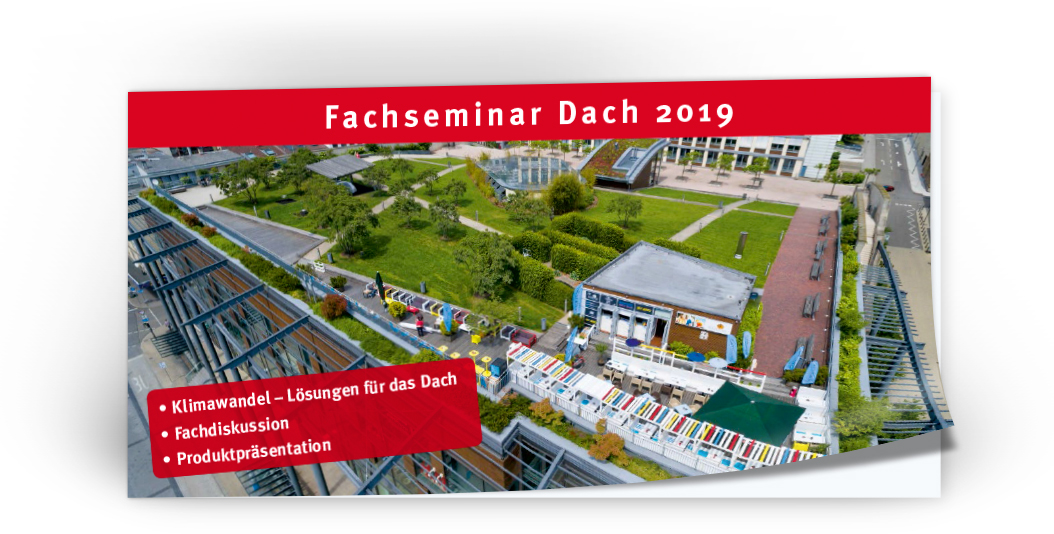 Fachseminar Dach 2019
• Klimawandel – Lösungen für das Dach
• Fachdiskussion
• Produktpräsentation